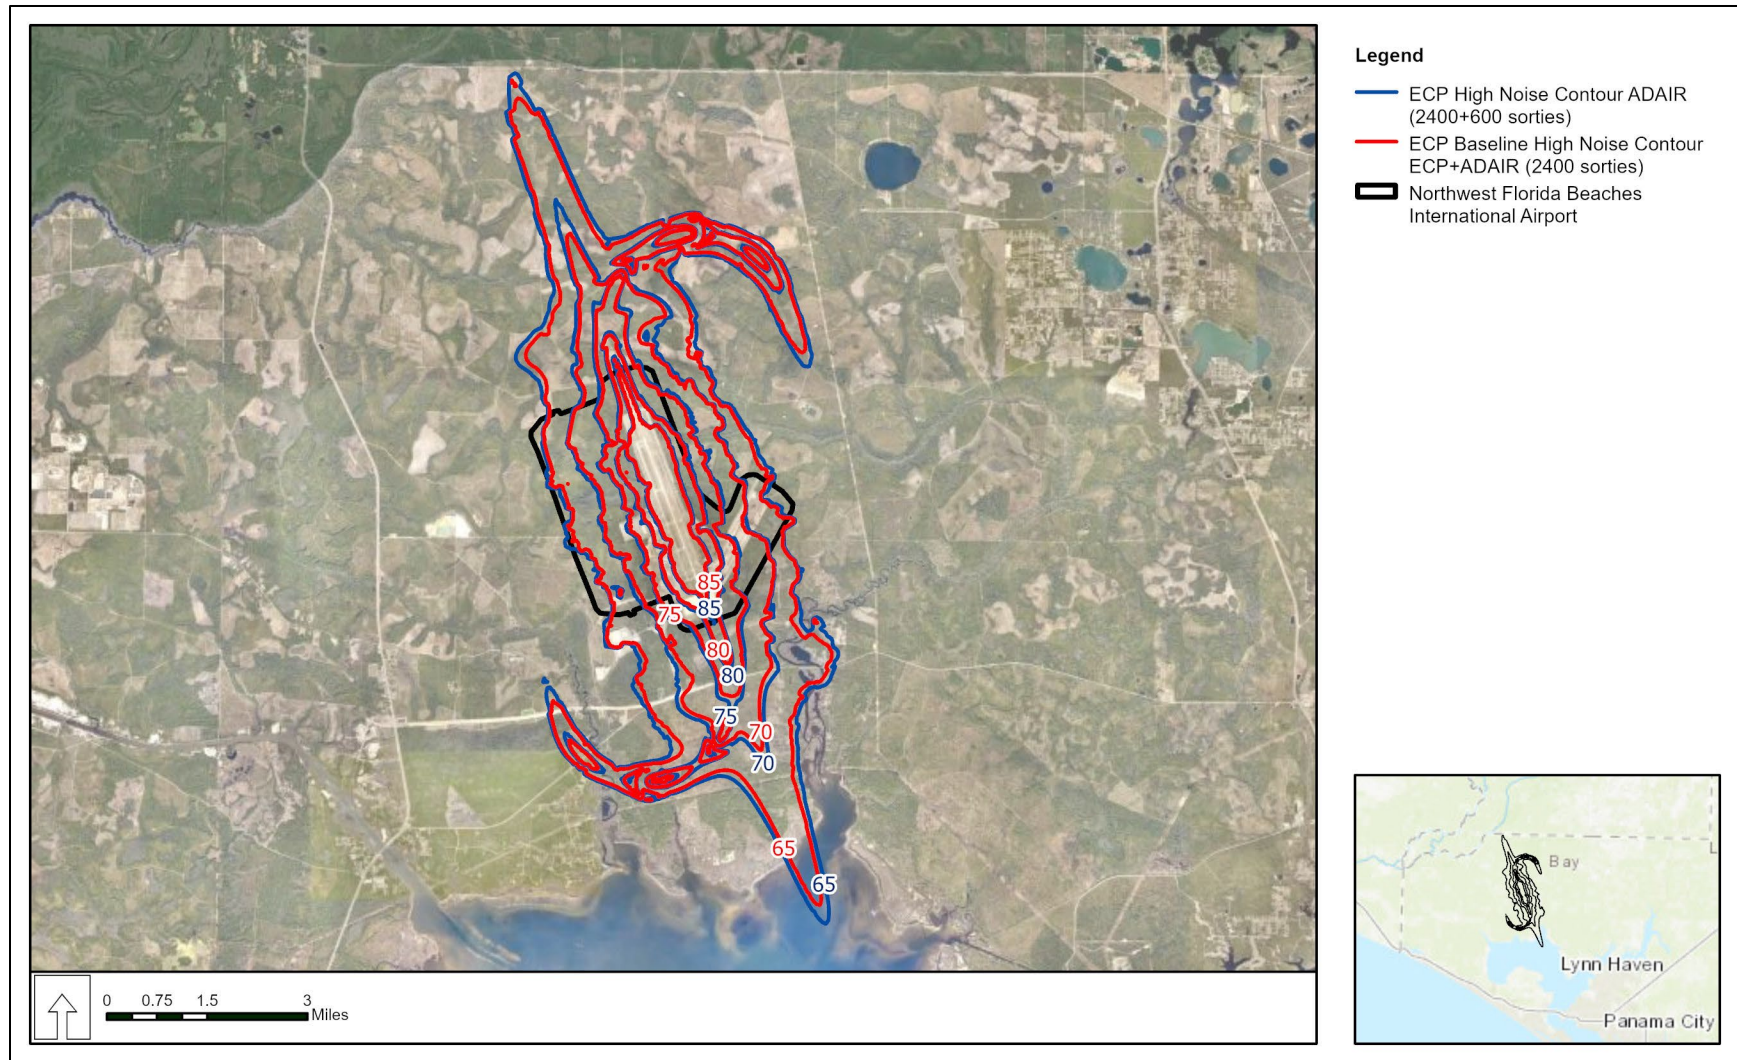 Legend
ECP High Noise Contour ADAIR
(2400+600 sorties)
ECP Baseline High Noise Contour
ECP+ADAIR (2400 sorties)
Northwest Florida Beaches
International Airport
85
75
85
80
80
75
70
70
65
65
0 0.75 1.5 3
Miles
Bay
L
Lynn Haven
Panama City